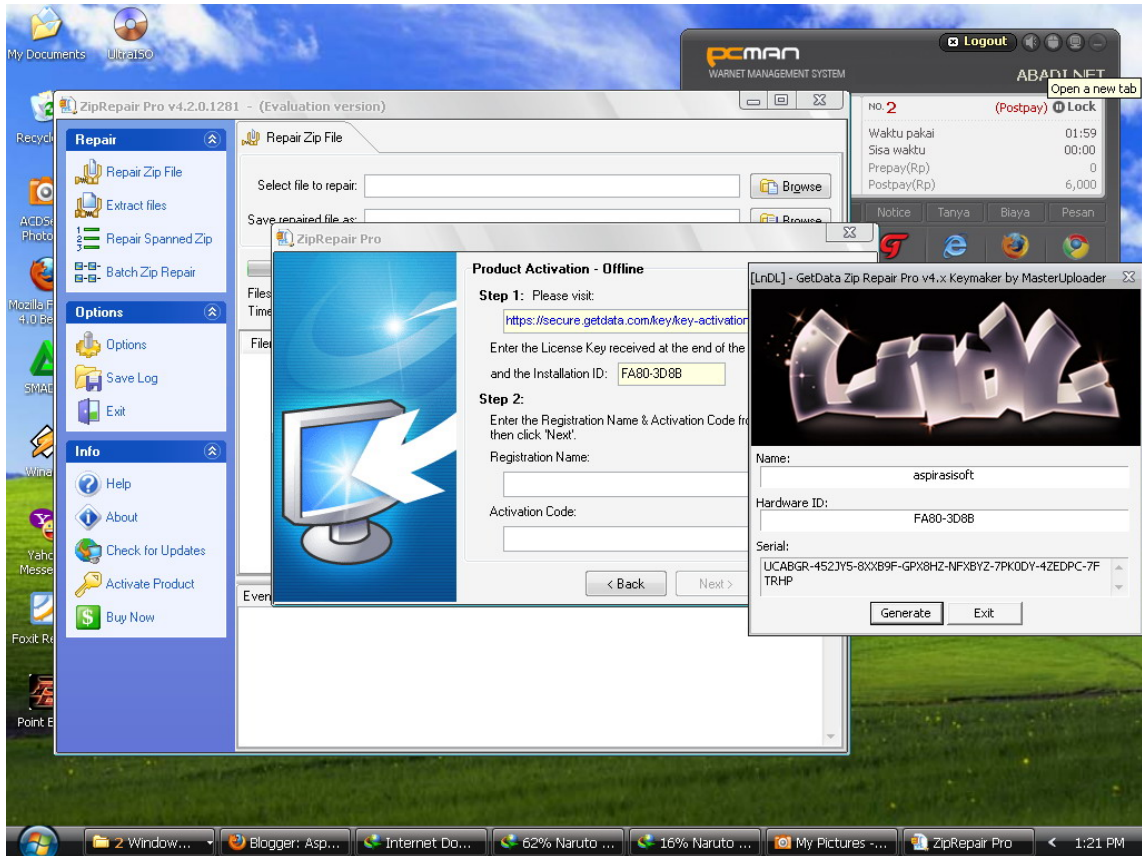 My Documents
UltraISO
PCMAN
WARNET MANAGEMENT SYSTEM
Logout
ABADI NET
Open a new tab
NO. 2
(Postpay)
Lock
Waktu pakai 01:59
Sisa waktu 00:00
Prepay(Rp) 0
Postpay(Rp) 6,000
Notice Tanya Biaya Pesan
ZipRepair Pro v4.2.0.1281 - (Evaluation version)
Repair
Repair Zip File
Extract files
Repair Spanned Zip
Batch Zip Repair
Options
Options
Save Log
Exit
Info
Help
About
Check for Updates
Activate Product
Buy Now
Repair Zip File
Select file to repair:
Browse
Save repaired file as:
Browse
Files
Time
ZipRepair Pro
Product Activation - Offline
Step 1: Please visit:
https://secure.getdata.com/key/key-activation
Enter the License Key received at the end of the
and the Installation ID: FA80-3D8B
Step 2:
Enter the Registration Name & Activation Code
then click 'Next'.
Registration Name:
Activation Code:
< Back
Next >
[LnDL] - GetData Zip Repair Pro v4.x Keymaker by MasterUploader
LnDL
Name:
aspirasisoft
Hardware ID:
FA80-3D8B
Serial:
UCABGR-452JY5-8XXB9F-GPX8HZ-NFXBYZ-7PK0DY-4ZEDPC-7F
TRHP
Generate
Exit
2 Window...
Blogger: Asp...
Internet Do...
62% Naruto ...
16% Naruto ...
My Pictures -...
ZipRepair Pro
1:21 PM